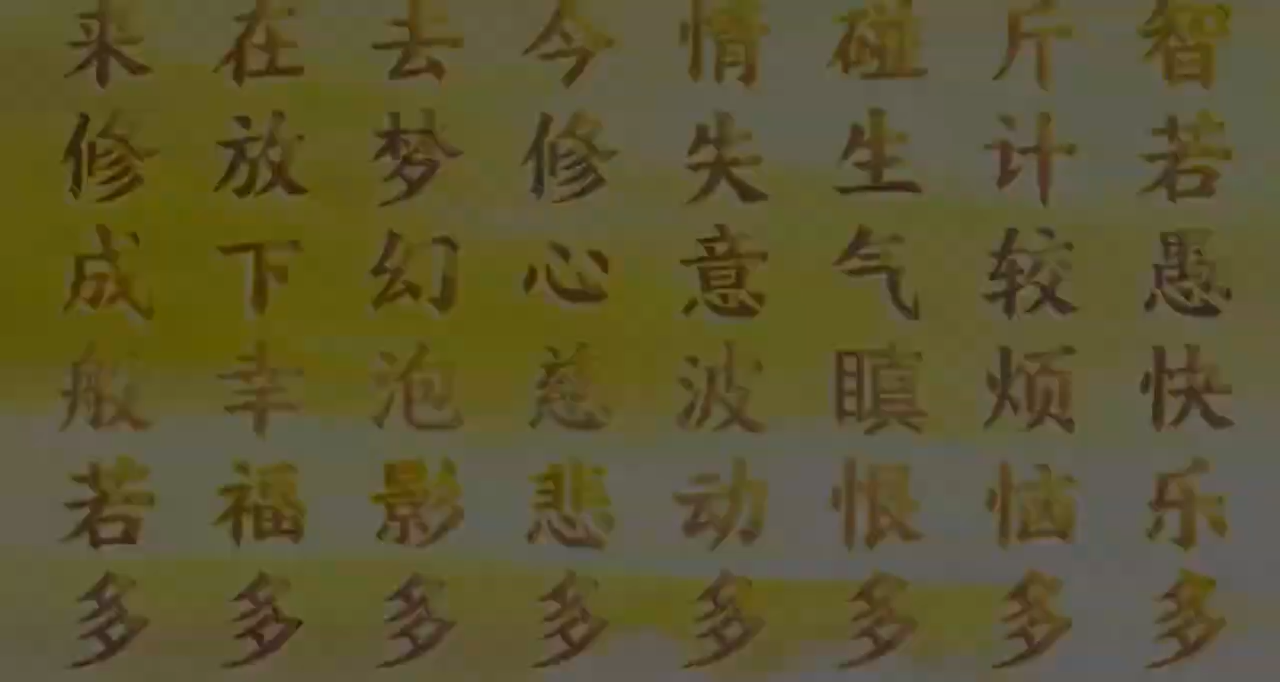 智若愚快乐多
斤计较烦恼多
碰生气瞋恨多
情失意波动多
今修心慈悲多
去梦幻泡影多
在放下幸福多
来修成般若多